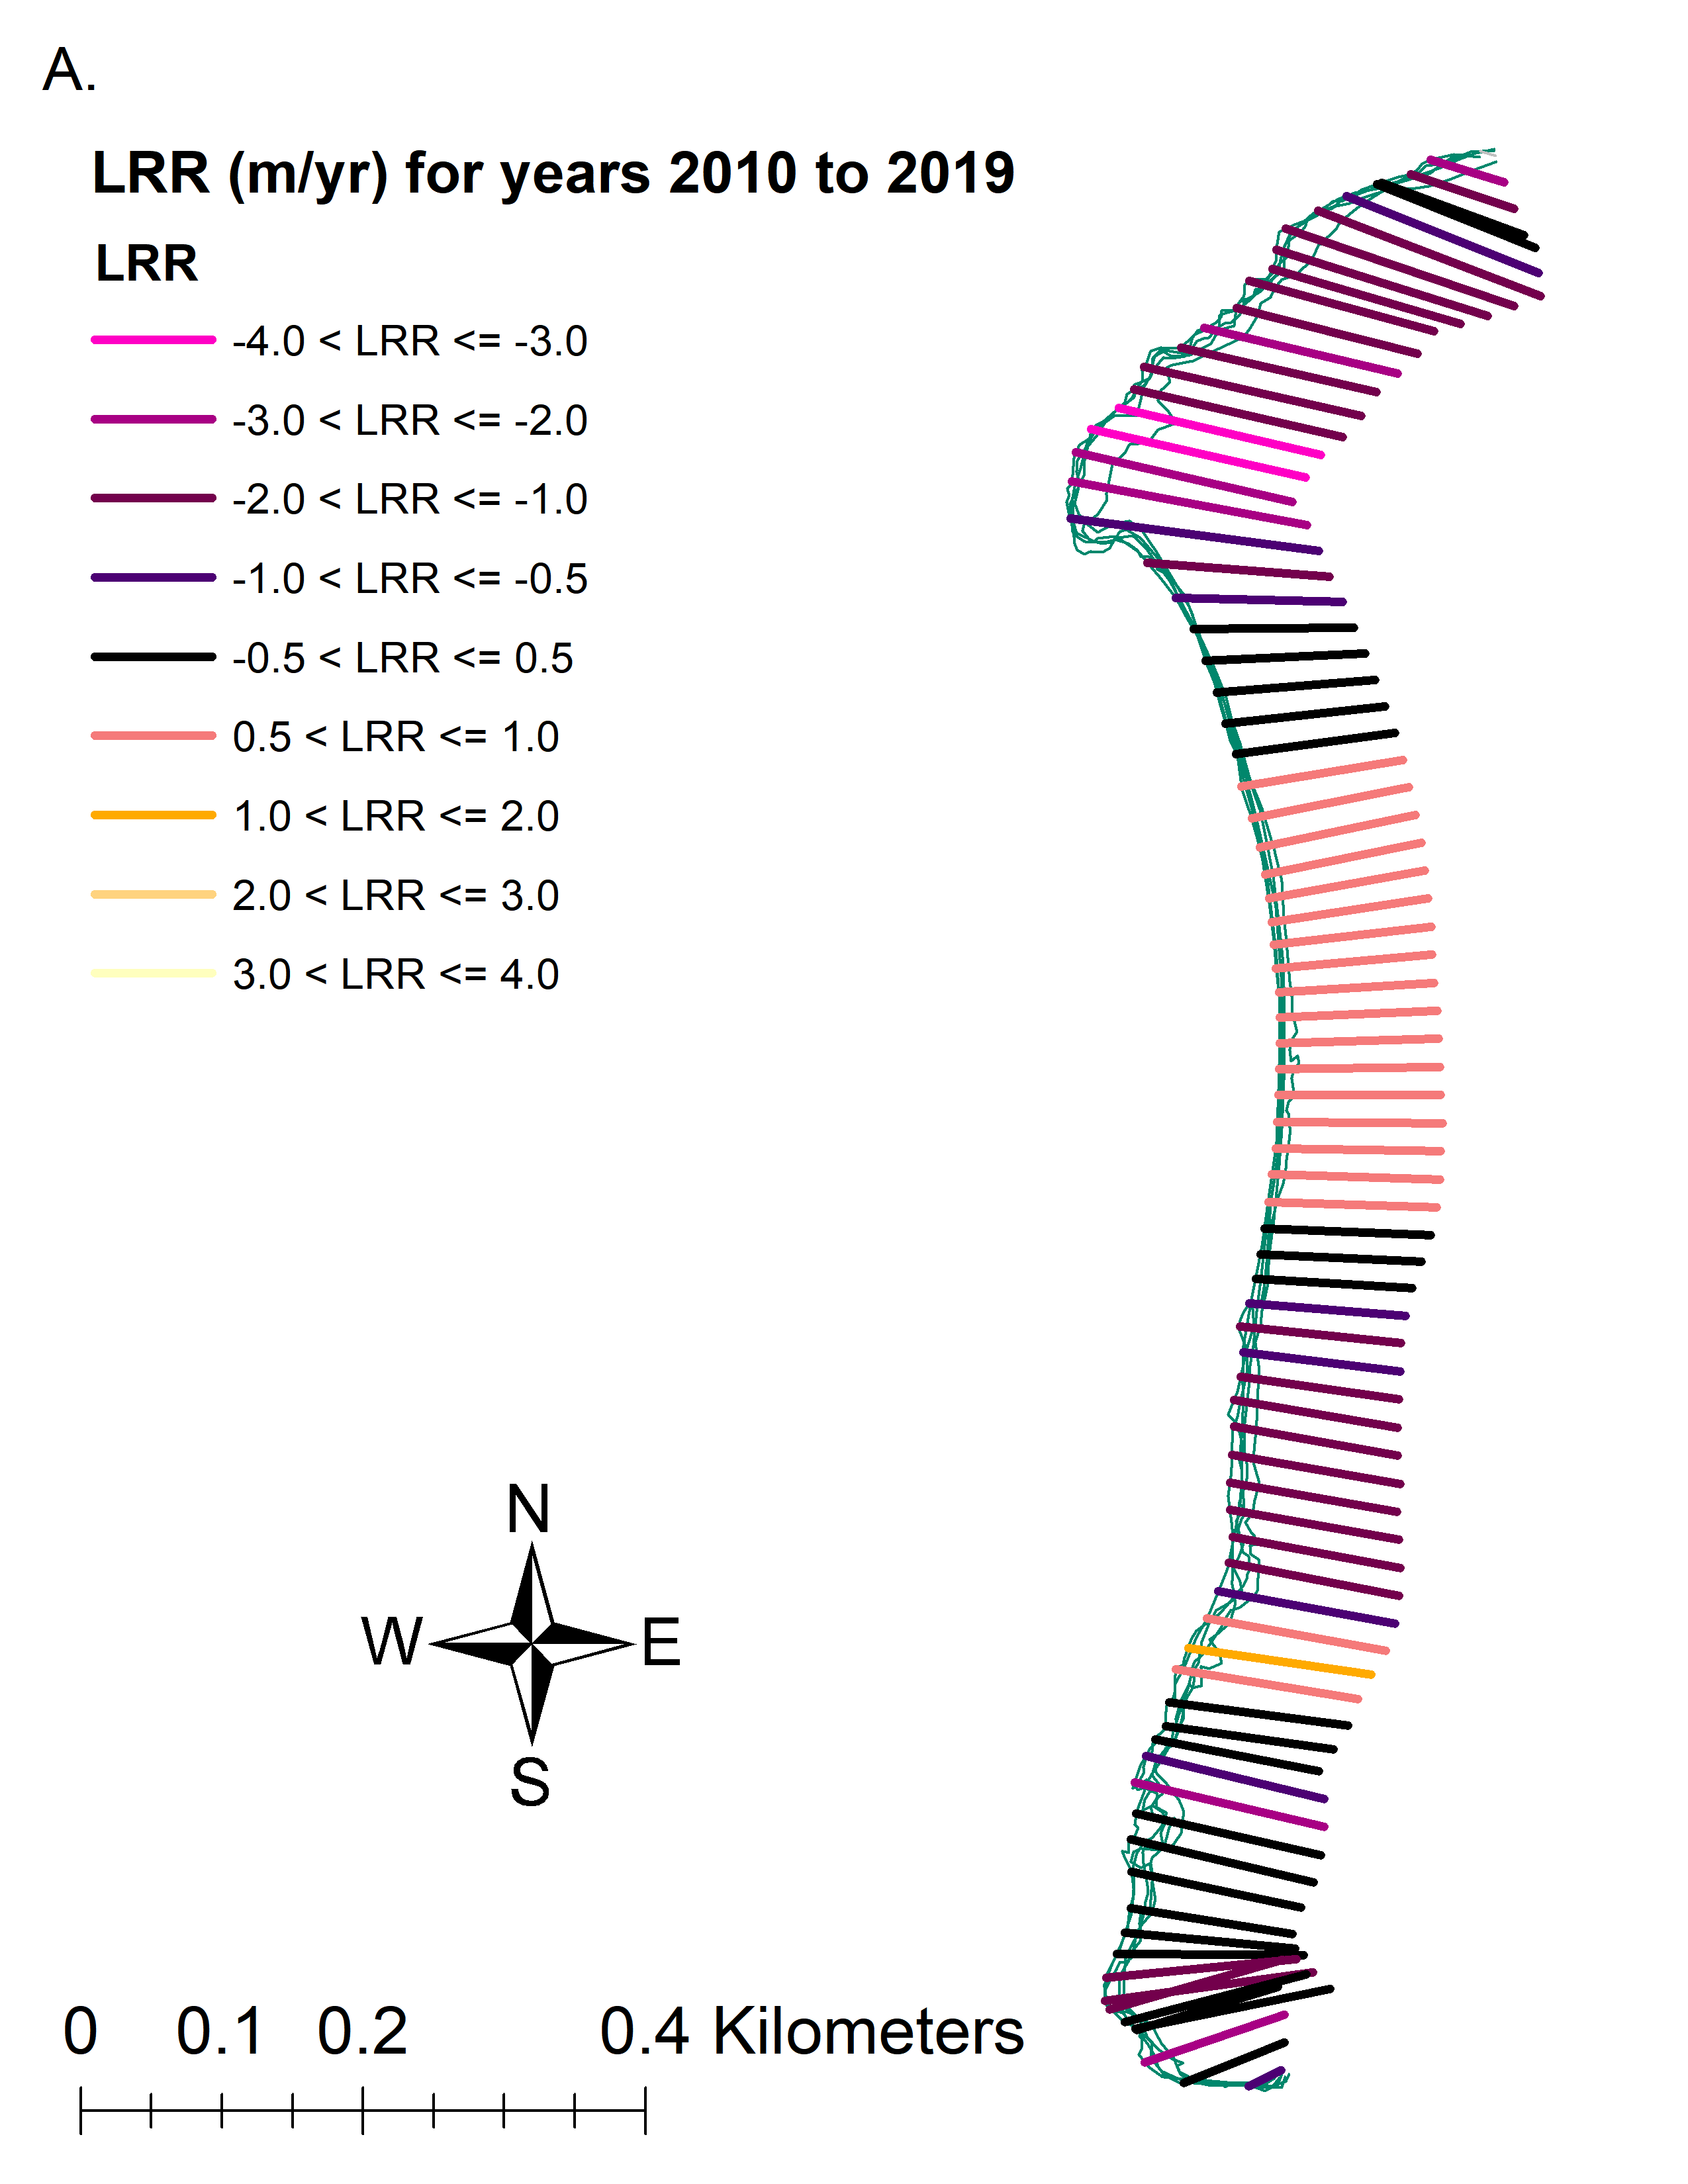 A.
LRR (m/yr) for years 2010 to 2019
LRR
-4.0 < LRR <= -3.0
-3.0 < LRR <= -2.0
-2.0 < LRR <= -1.0
-1.0 < LRR <= -0.5
-0.5 < LRR <= 0.5
0.5 < LRR <= 1.0
1.0 < LRR <= 2.0
2.0 < LRR <= 3.0
3.0 < LRR <= 4.0
N
W E
S
0 0.1 0.2 0.4 Kilometers